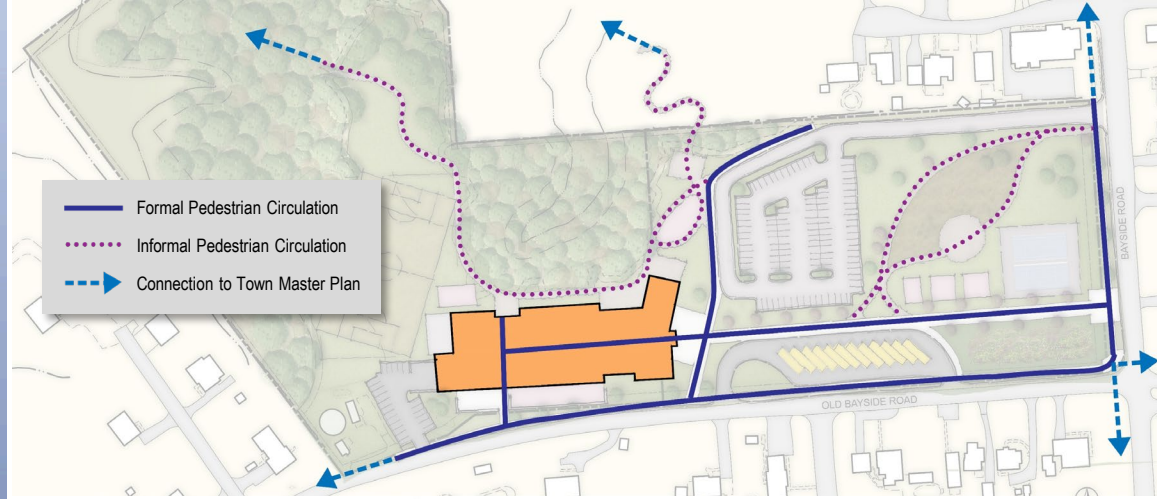 Formal Pedestrian Circulation
Informal Pedestrian Circulation
Connection to Town Master Plan
BAYSIDE ROAD
OLD BAYSIDE ROAD